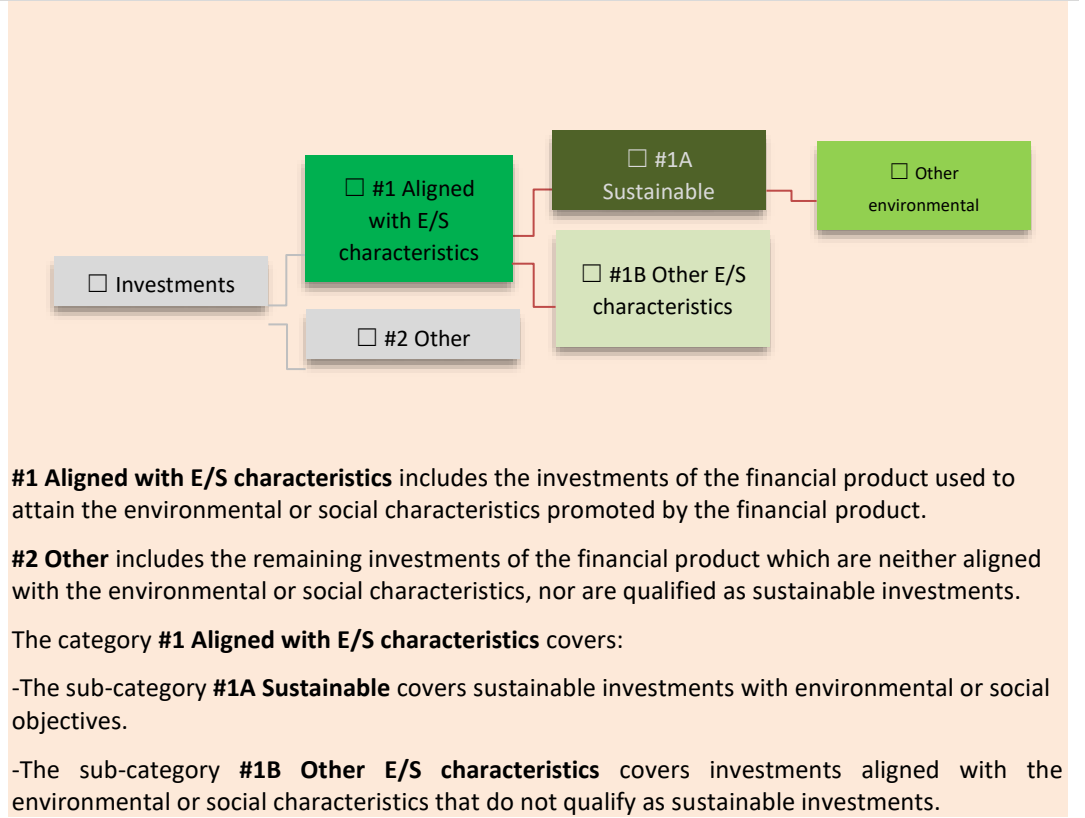 ☐ #1A
Sustainable
☐ Other
environmental
☐ #1 Aligned
with E/S
characteristics
☐ #1B Other E/S
characteristics
☐ Investments
☐ #2 Other
#1 Aligned with E/S characteristics includes the investments of the financial product used to
attain the environmental or social characteristics promoted by the financial product.
#2 Other includes the remaining investments of the financial product which are neither aligned
with the environmental or social characteristics, nor are qualified as sustainable investments.
The category #1 Aligned with E/S characteristics covers:
-The sub-category #1A Sustainable covers sustainable investments with environmental or social
objectives.
-The sub-category #1B Other E/S characteristics covers investments aligned with the
environmental or social characteristics that do not qualify as sustainable investments.